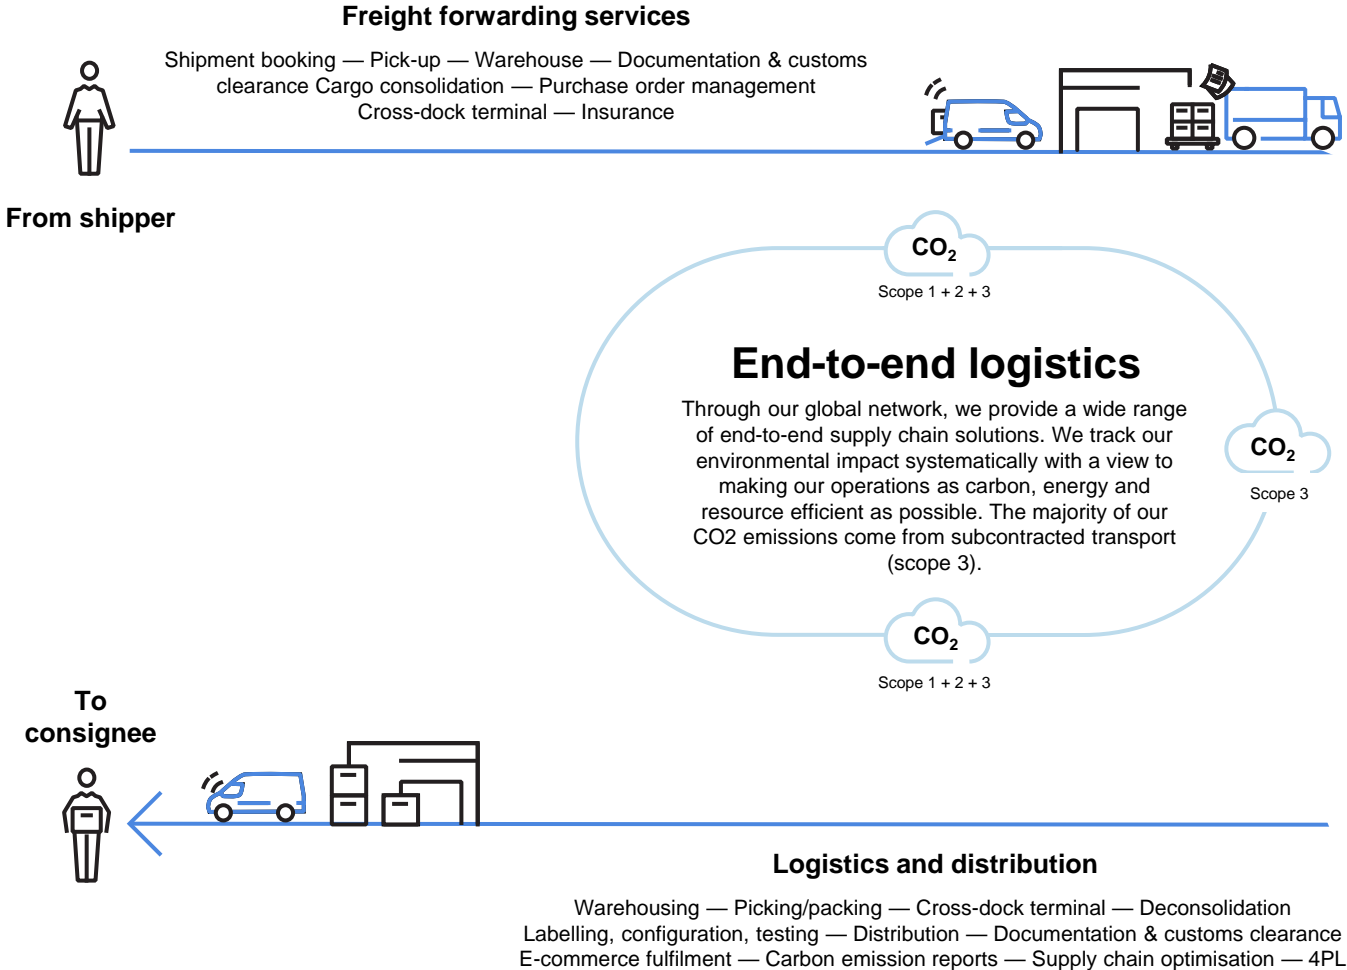 Freight forwarding services
Shipment booking — Pick-up — Warehouse — Documentation & customs
clearance Cargo consolidation — Purchase order management
Cross-dock terminal — Insurance
From shipper
CO2
Scope 1 + 2 + 3
End-to-end logistics
Through our global network, we provide a wide range
of end-to-end supply chain solutions. We track our
environmental impact systematically with a view to
making our operations as carbon, energy and
resource efficient as possible. The majority of our
CO2 emissions come from subcontracted transport
(scope 3).
CO2
Scope 3
CO2
Scope 1 + 2 + 3
To
consignee
Logistics and distribution
Warehousing — Picking/packing — Cross-dock terminal — Deconsolidation
Labelling, configuration, testing — Distribution — Documentation & customs clearance
E-commerce fulfilment — Carbon emission reports — Supply chain optimisation — 4PL